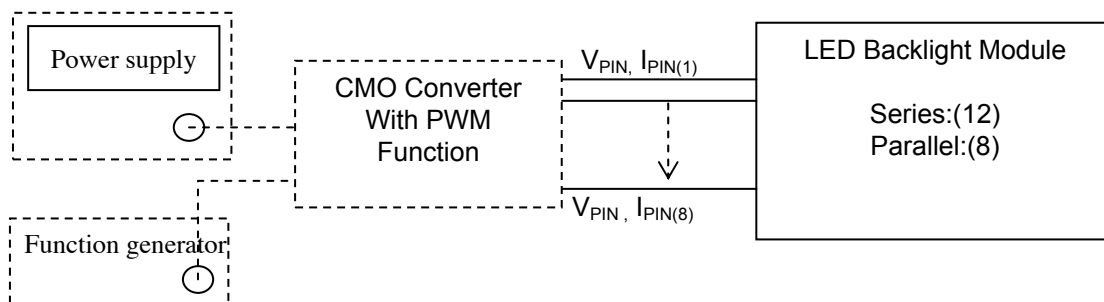 Power supply
CMO Converter
With PWM
Function
V_PIN, I_PIN(1)
V_PIN , I_PIN(8)
LED Backlight Module
Series:(12)
Parallel:(8)
Function generator